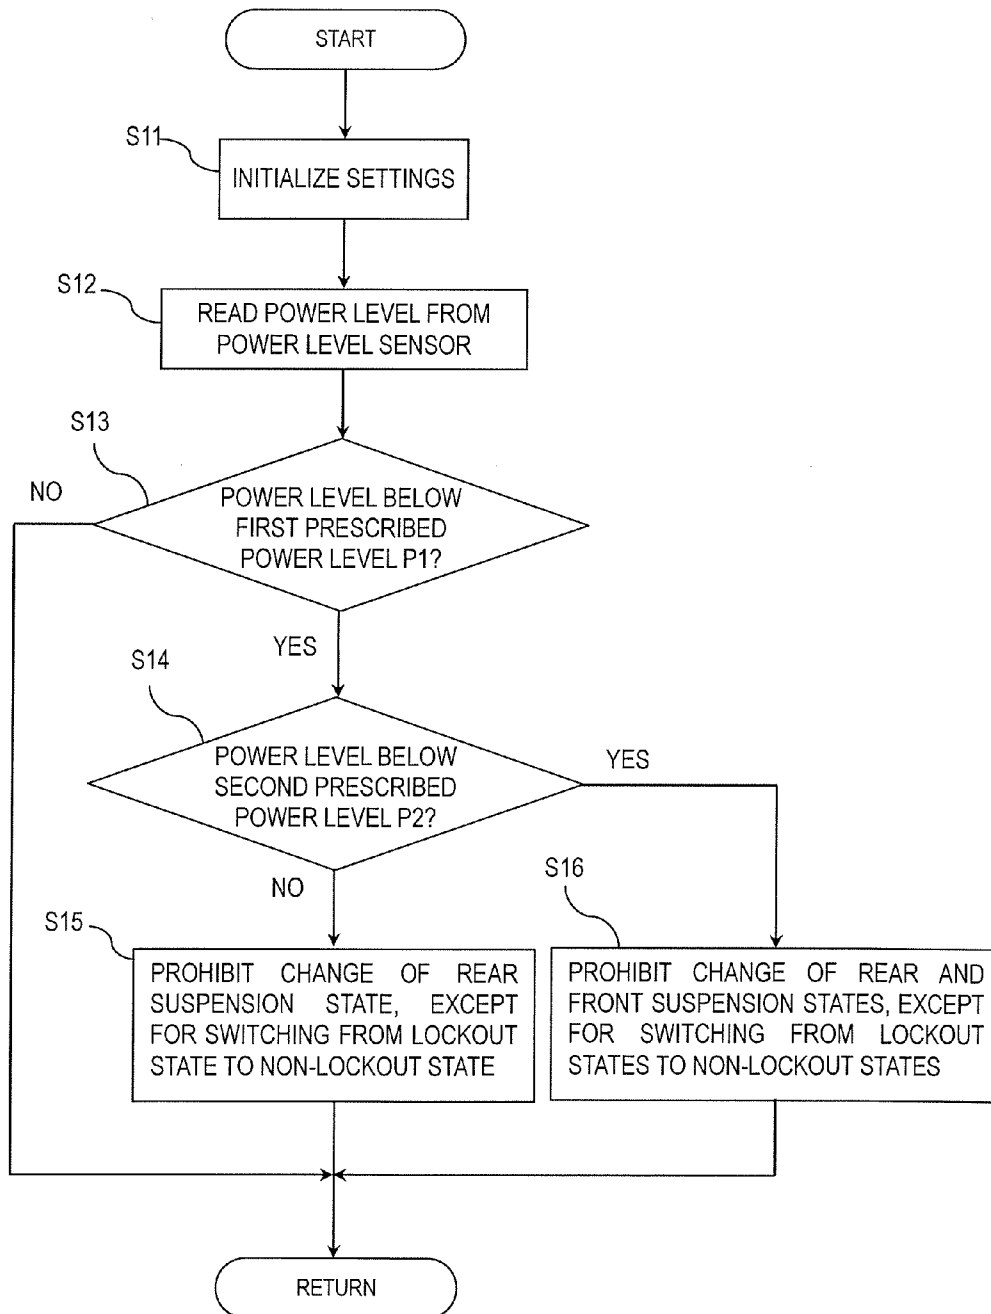 START
S11
INITIALIZE SETTINGS
S12
READ POWER LEVEL FROM
POWER LEVEL SENSOR
S13
NO
POWER LEVEL BELOW
FIRST PRESCRIBED
POWER LEVEL P1?
YES
S14
POWER LEVEL BELOW
SECOND PRESCRIBED
POWER LEVEL P2?
YES
NO
S15
PROHIBIT CHANGE OF REAR
SUSPENSION STATE, EXCEPT
FOR SWITCHING FROM LOCKOUT
STATE TO NON-LOCKOUT STATE
S16
PROHIBIT CHANGE OF REAR AND
FRONT SUSPENSION STATES, EXCEPT
FOR SWITCHING FROM LOCKOUT
STATES TO NON-LOCKOUT STATES
RETURN